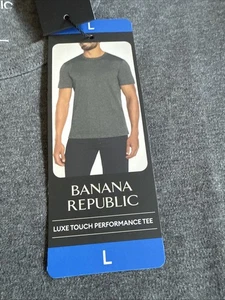 L
BANANA
REPUBLIC
LUXE TOUCH PERFORMANCE TEE
L